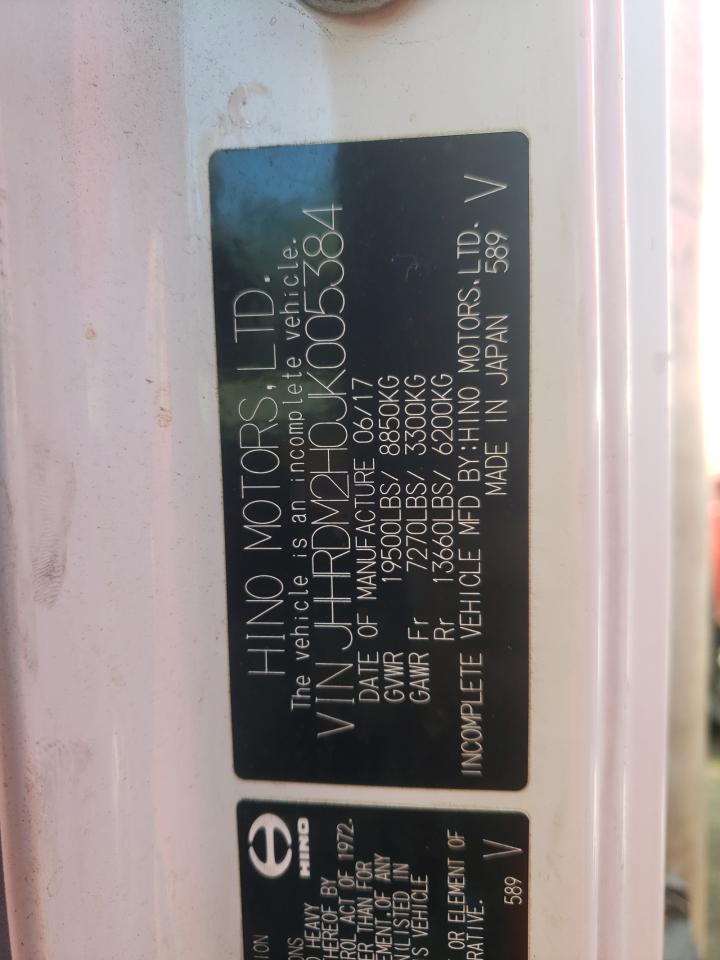 HINO MOTORS, LTD.
The vehicle is an incomplete vehicle.
VIN JHHRDM2H0JK005384
DATE OF MANUFACTURE 06/17
GVWR 19500LBS/ 8850KG
GAWR Fr 7270LBS/ 3300KG
Rr 13660LBS/ 6200KG
INCOMPLETE VEHICLE MFD BY:HINO MOTORS,LTD.
MADE IN JAPAN 589 V
HINO
ION
ONS
HEAVY
THEREOF BY
ROL ACT OF 1972.
ER THAN FOR
EMENT.OF ANY
NLISTED IN
S VEHICLE
T OR ELEMENT OF
RATIVE.
589 V